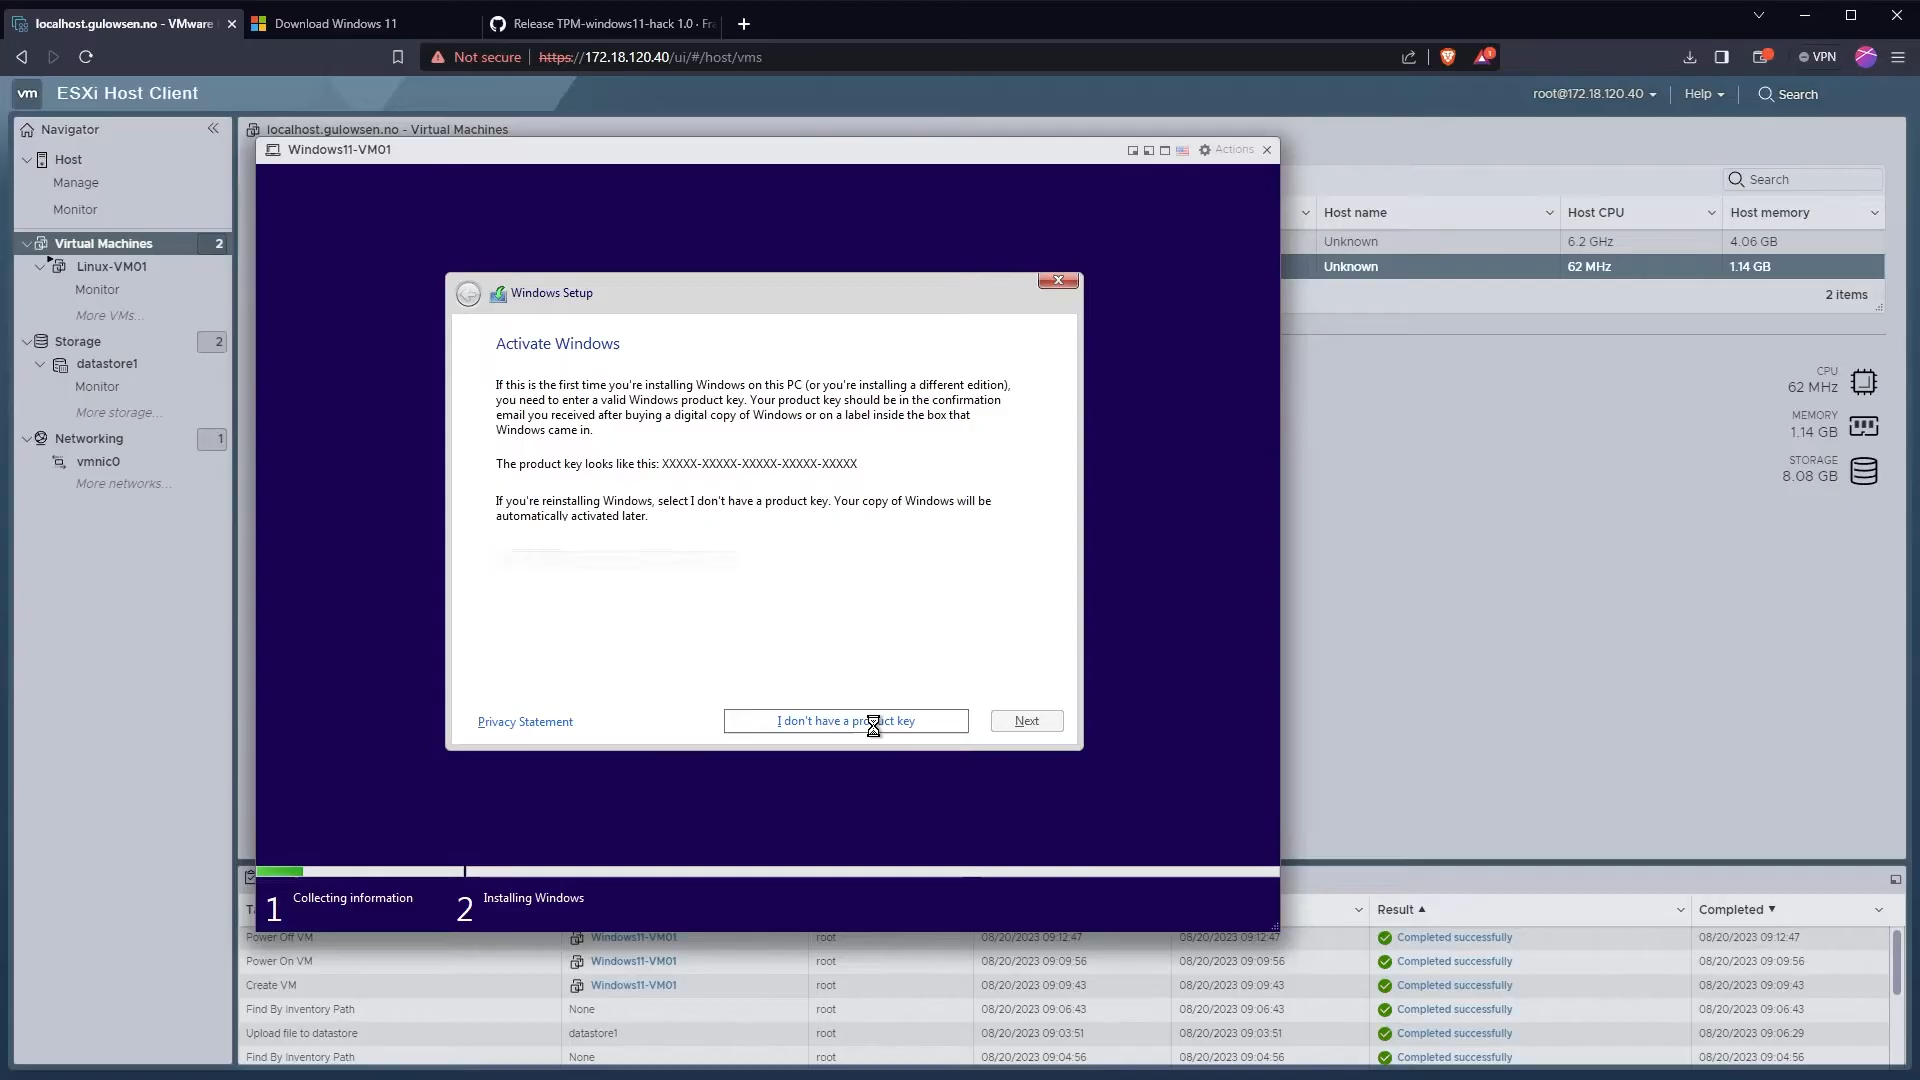 localhost.gulowsen.no - VMware
Download Windows 11
Release TPM-windows11-hack 1.0 · Fra
Not secure
https://172.18.120.40/ui/#/host/vms
1
VPN
vm
ESXi Host Client
root@172.18.120.40
Help
Search
Navigator
Host
Manage
Monitor
Virtual Machines
2
Linux-VM01
Monitor
More VMs...
Storage
2
datastore1
Monitor
More storage...
Networking
1
vmnic0
More networks...
localhost.gulowsen.no - Virtual Machines
Windows11-VM01
Actions
Search
Host name
Host CPU
Host memory
Unknown
6.2 GHz
4.06 GB
Unknown
62 MHz
1.14 GB
2 items
CPU
62 MHz
MEMORY
1.14 GB
STORAGE
8.08 GB
Windows Setup
Activate Windows
If this is the first time you're installing Windows on this PC (or you're installing a different edition),
you need to enter a valid Windows product key. Your product key should be in the confirmation
email you received after buying a digital copy of Windows or on a label inside the box that
Windows came in.
The product key looks like this: XXXXX-XXXXX-XXXXX-XXXXX-XXXXX
If you're reinstalling Windows, select I don't have a product key. Your copy of Windows will be
automatically activated later.
Privacy Statement
I don't have a product key
Next
1
Collecting information
2
Installing Windows
Result
Completed
Power Off VM
Windows11-VM01
root
08/20/2023 09:12:47
08/20/2023 09:12:47
Completed successfully
08/20/2023 09:12:47
Power On VM
Windows11-VM01
root
08/20/2023 09:09:56
08/20/2023 09:09:56
Completed successfully
08/20/2023 09:09:56
Create VM
Windows11-VM01
root
08/20/2023 09:09:43
08/20/2023 09:09:43
Completed successfully
08/20/2023 09:09:43
Find By Inventory Path
None
root
08/20/2023 09:06:43
08/20/2023 09:06:43
Completed successfully
08/20/2023 09:06:43
Upload file to datastore
datastore1
root
08/20/2023 09:03:51
08/20/2023 09:03:51
Completed successfully
08/20/2023 09:06:29
Find By Inventory Path
None
root
08/20/2023 09:04:56
08/20/2023 09:04:56
Completed successfully
08/20/2023 09:04:56